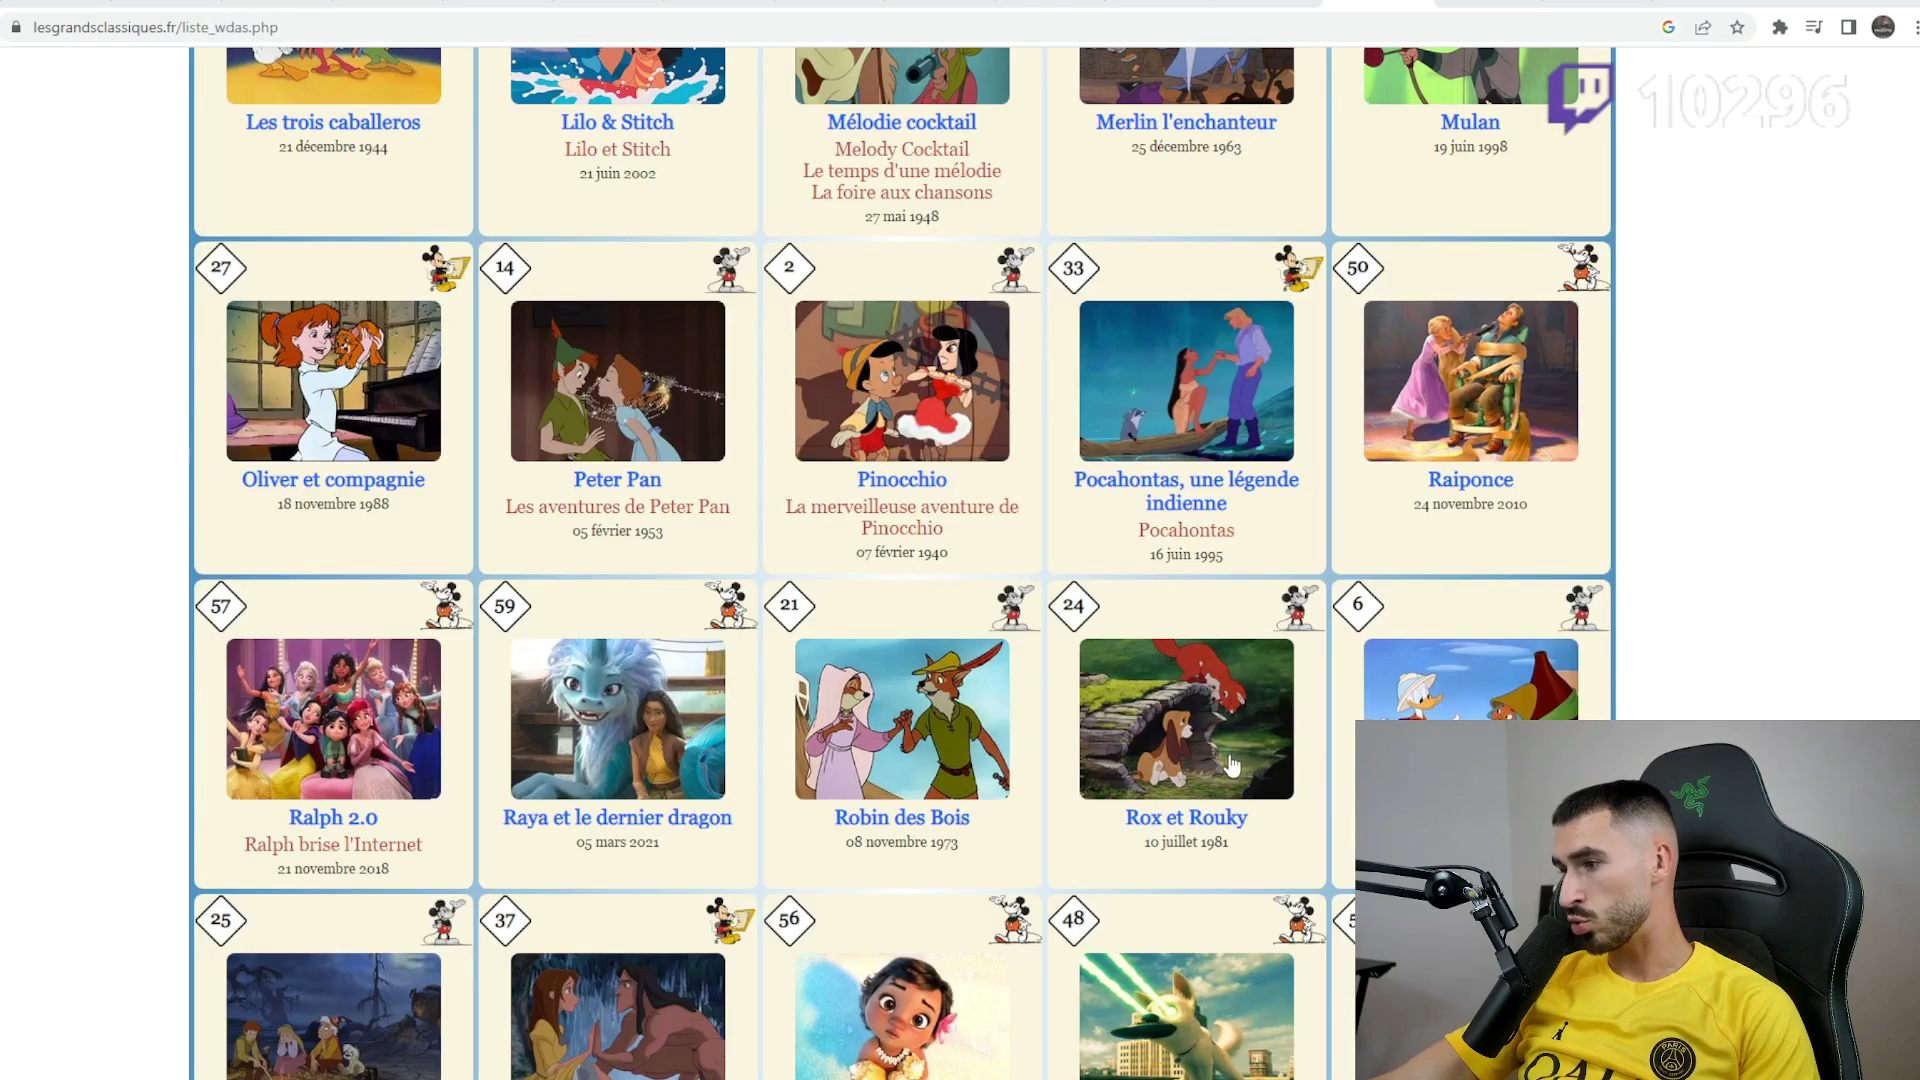 lesgrandsclassiques.fr/liste_wdas.php
10296
Les trois caballeros
21 décembre 1944
Lilo & Stitch
Lilo et Stitch
21 juin 2002
Mélodie cocktail
Melody Cocktail
Le temps d'une mélodie
La foire aux chansons
27 mai 1948
Merlin l'enchanteur
25 décembre 1963
Mulan
19 juin 1998
27
Oliver et compagnie
18 novembre 1988
14
Peter Pan
Les aventures de Peter Pan
05 février 1953
2
Pinocchio
La merveilleuse aventure de
Pinocchio
07 février 1940
33
Pocahontas, une légende
indienne
Pocahontas
16 juin 1995
50
Raiponce
24 novembre 2010
57
Ralph 2.0
Ralph brise l'Internet
21 novembre 2018
59
Raya et le dernier dragon
05 mars 2021
21
Robin des Bois
08 novembre 1973
24
Rox et Rouky
10 juillet 1981
6
25
37
56
48
PARIS